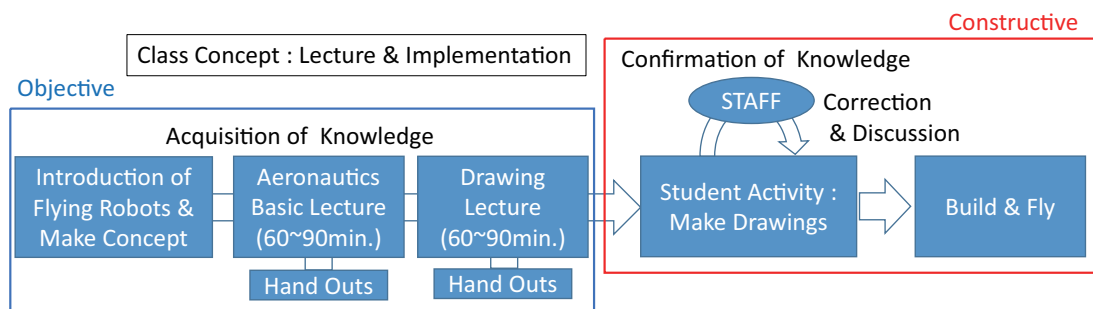 Constructive
Class Concept : Lecture & Implementation
Confirmation of Knowledge
Objective
STAFF
Correction
& Discussion
Acquisition of Knowledge
Introduction of
Flying Robots &
Make Concept
Aeronautics
Basic Lecture
(60~90min.)
Drawing
Lecture
(60~90min.)
Student Activity :
Make Drawings
Build & Fly
Hand Outs
Hand Outs